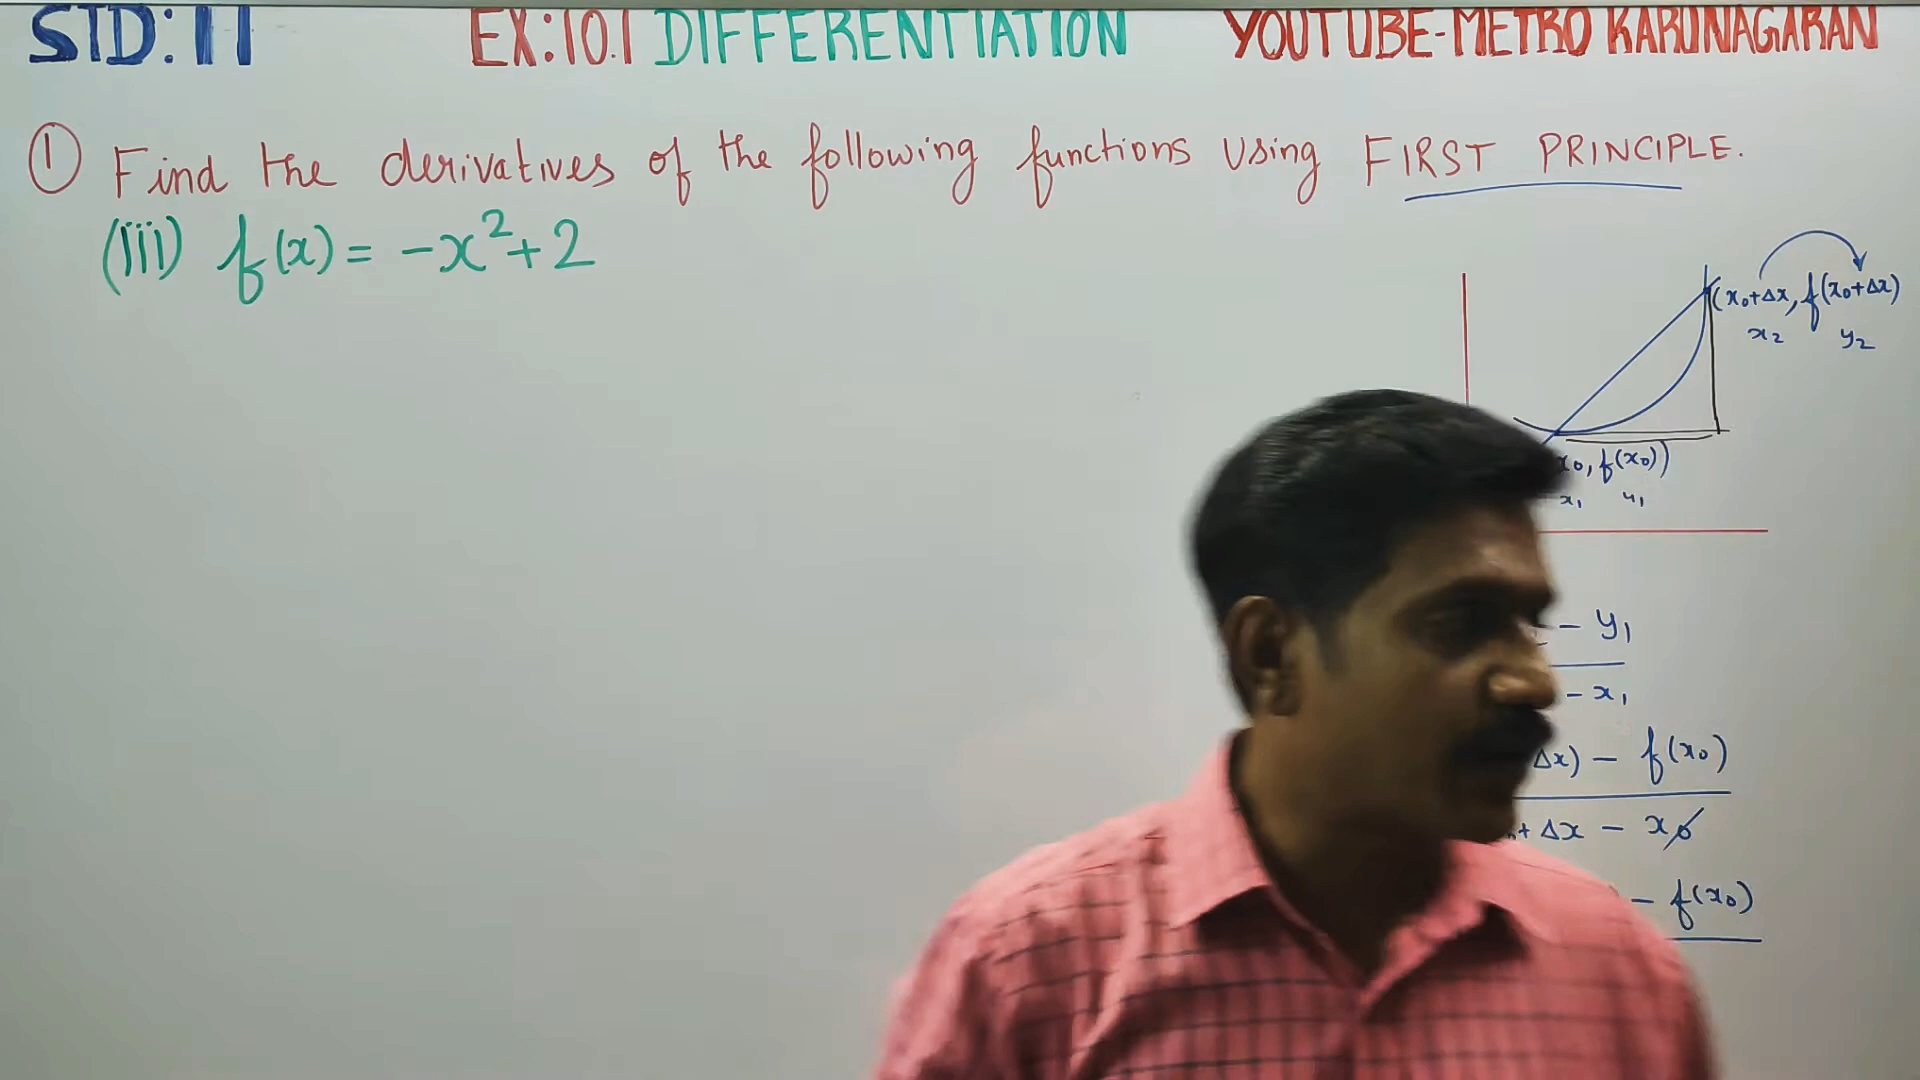 STD: 11 EX:10.1 DIFFERENTIATION YOUTUBE-METRO KARUNAGARAN
① Find the derivatives of the following functions using FIRST PRINCIPLE.
(iii) f(x) = -x²+2
(x₀+Δx, f(x₀+Δx)
x₂ y₂
x₀, f(x₀))
x₁ y₁
- y₁
- x₁
Δx) - f(x₀)
+ Δx - x₀
- f(x₀)